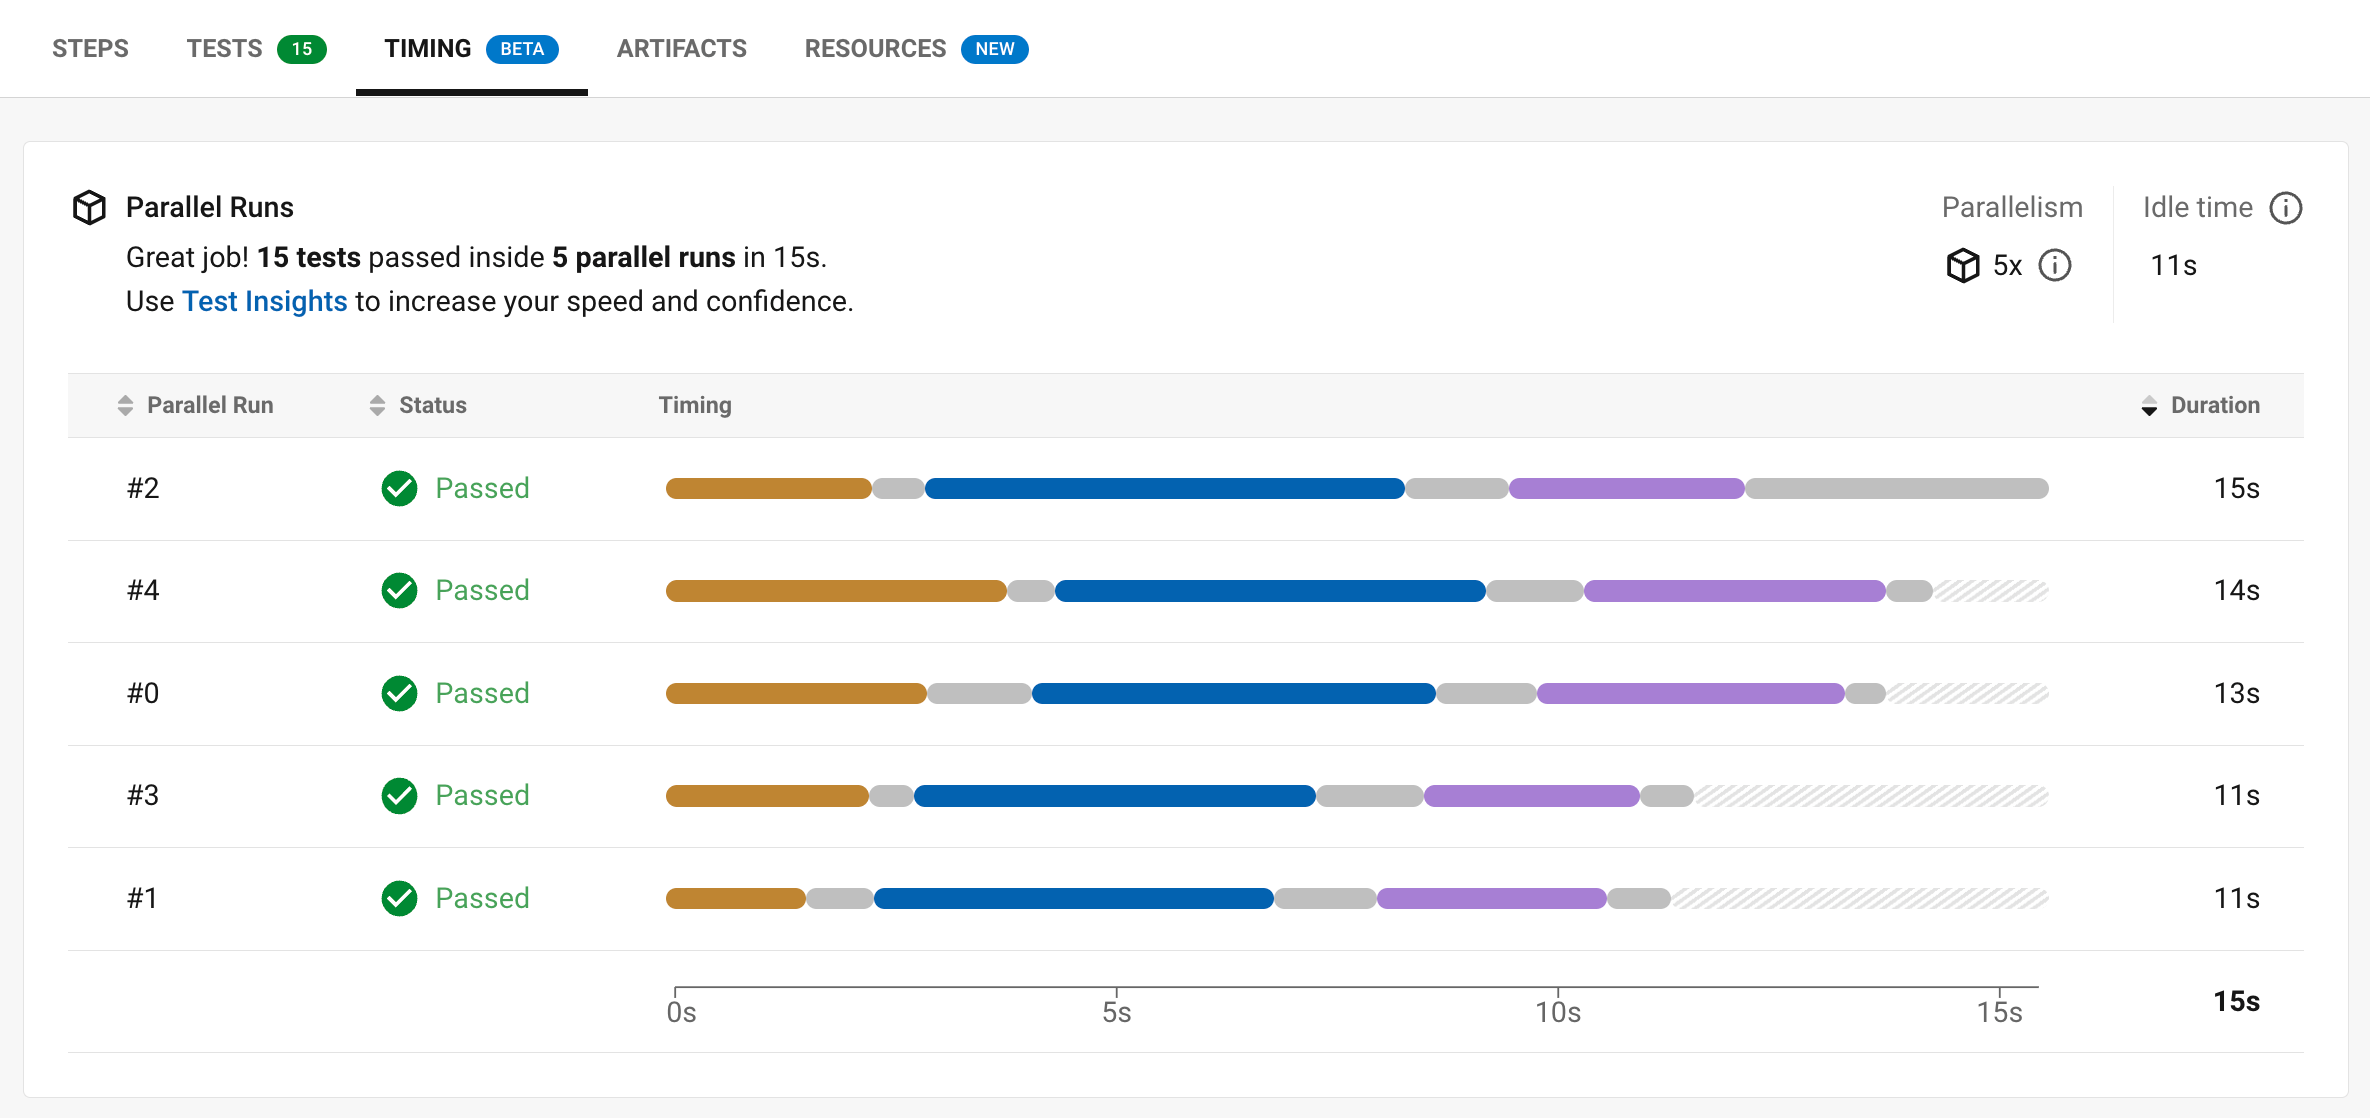 STEPS TESTS 15 TIMING BETA ARTIFACTS RESOURCES NEW
Parallel Runs
Great job! 15 tests passed inside 5 parallel runs in 15s.
Use Test Insights to increase your speed and confidence.
Parallelism
5x
Idle time
11s
Parallel Run Status Timing Duration
#2 Passed 15s
#4 Passed 14s
#0 Passed 13s
#3 Passed 11s
#1 Passed 11s
0s 5s 10s 15s 15s